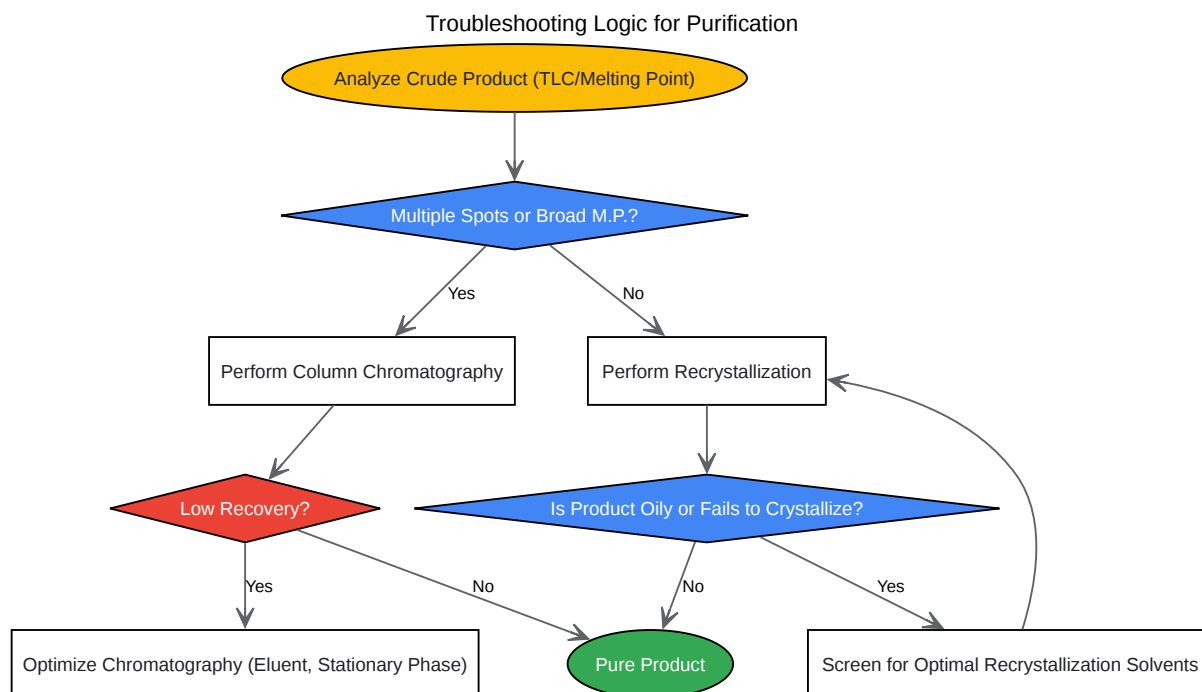 Troubleshooting Logic for Purification
Analyze Crude Product (TLC/Melting Point)
Multiple Spots or Broad M.P.?
Yes
No
Perform Column Chromatography
Perform Recrystallization
Low Recovery?
Is Product Oily or Fails to Crystallize?
Yes
No
No
Yes
Optimize Chromatography (Eluent, Stationary Phase)
Pure Product
Screen for Optimal Recrystallization Solvents